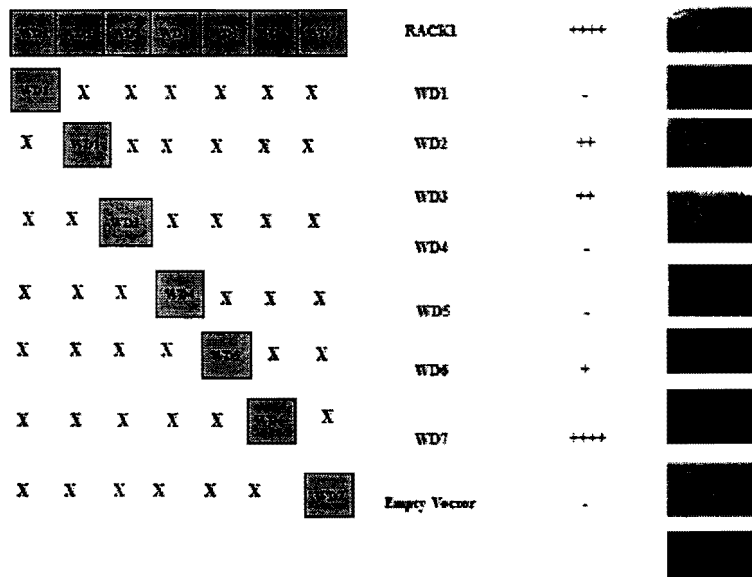 RACK1 ++++
X X X X X X WD1 -
X X X X X X WD2 ++
WD3 ++
X X X X X X
WD4 -
X X X X X X
WD5 -
X X X X X X
WD6 +
X X X X X X
WD7 ++++
X X X X X X
Empty Vector -